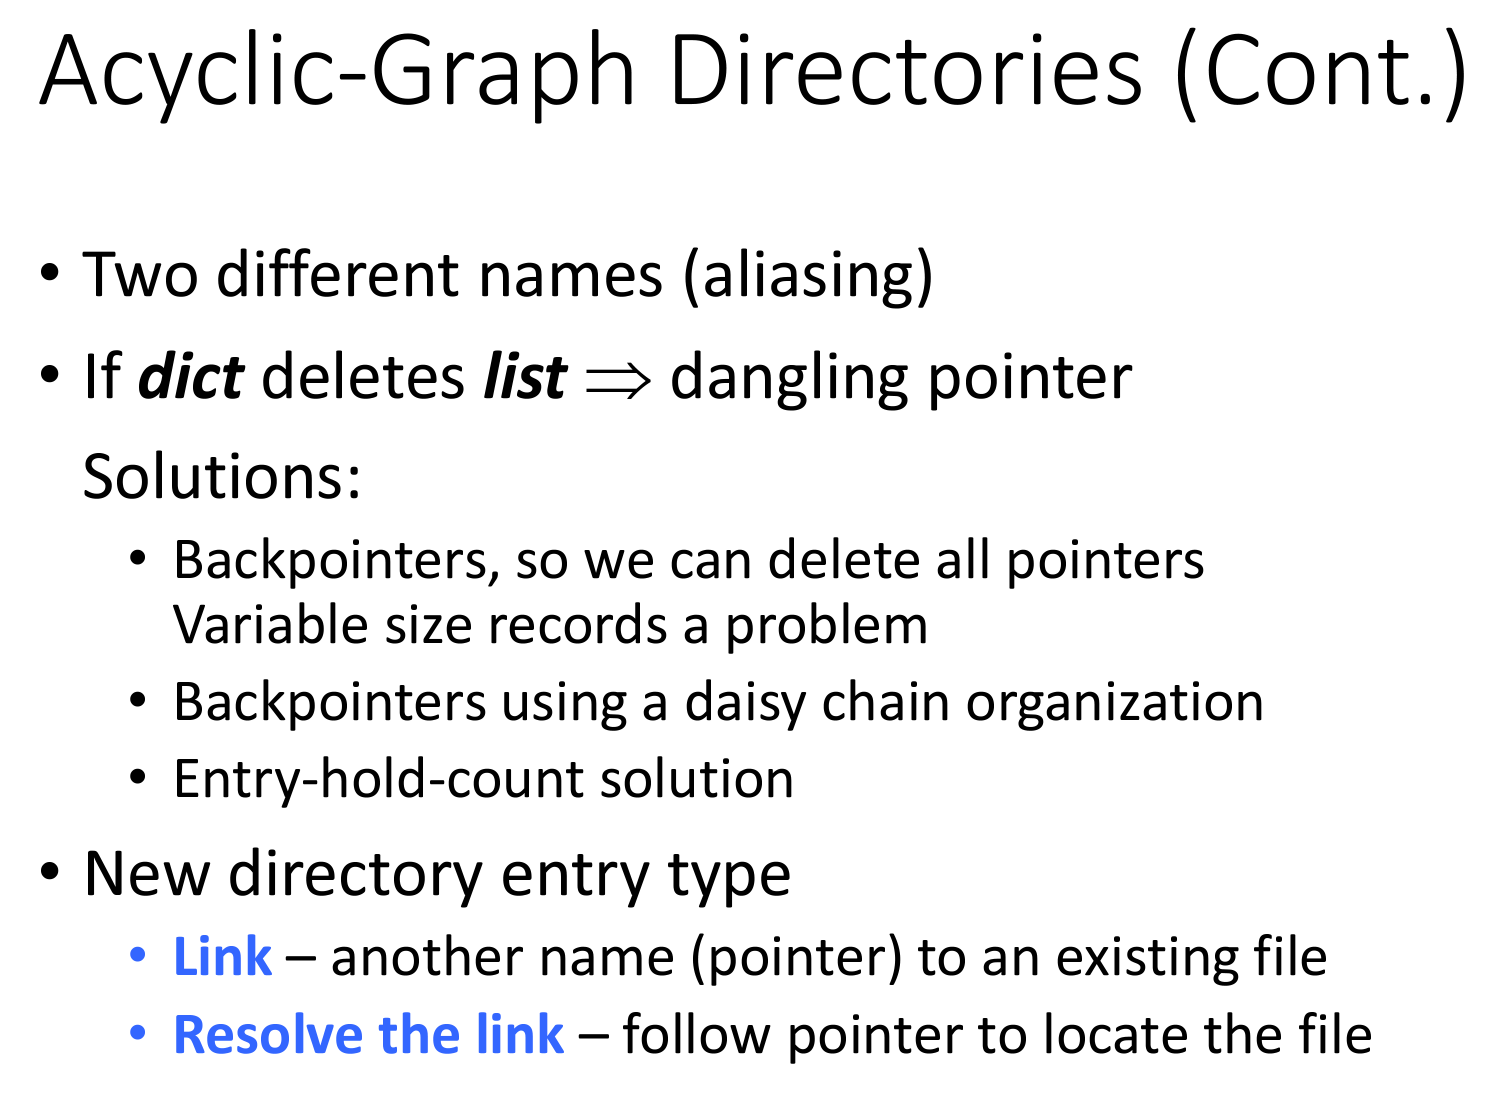 Acyclic-Graph Directories (Cont.)
• Two different names (aliasing)
• If dict deletes list ⇒ dangling pointer
Solutions:
• Backpointers, so we can delete all pointers
Variable size records a problem
• Backpointers using a daisy chain organization
• Entry-hold-count solution
• New directory entry type
• Link – another name (pointer) to an existing file
• Resolve the link – follow pointer to locate the file